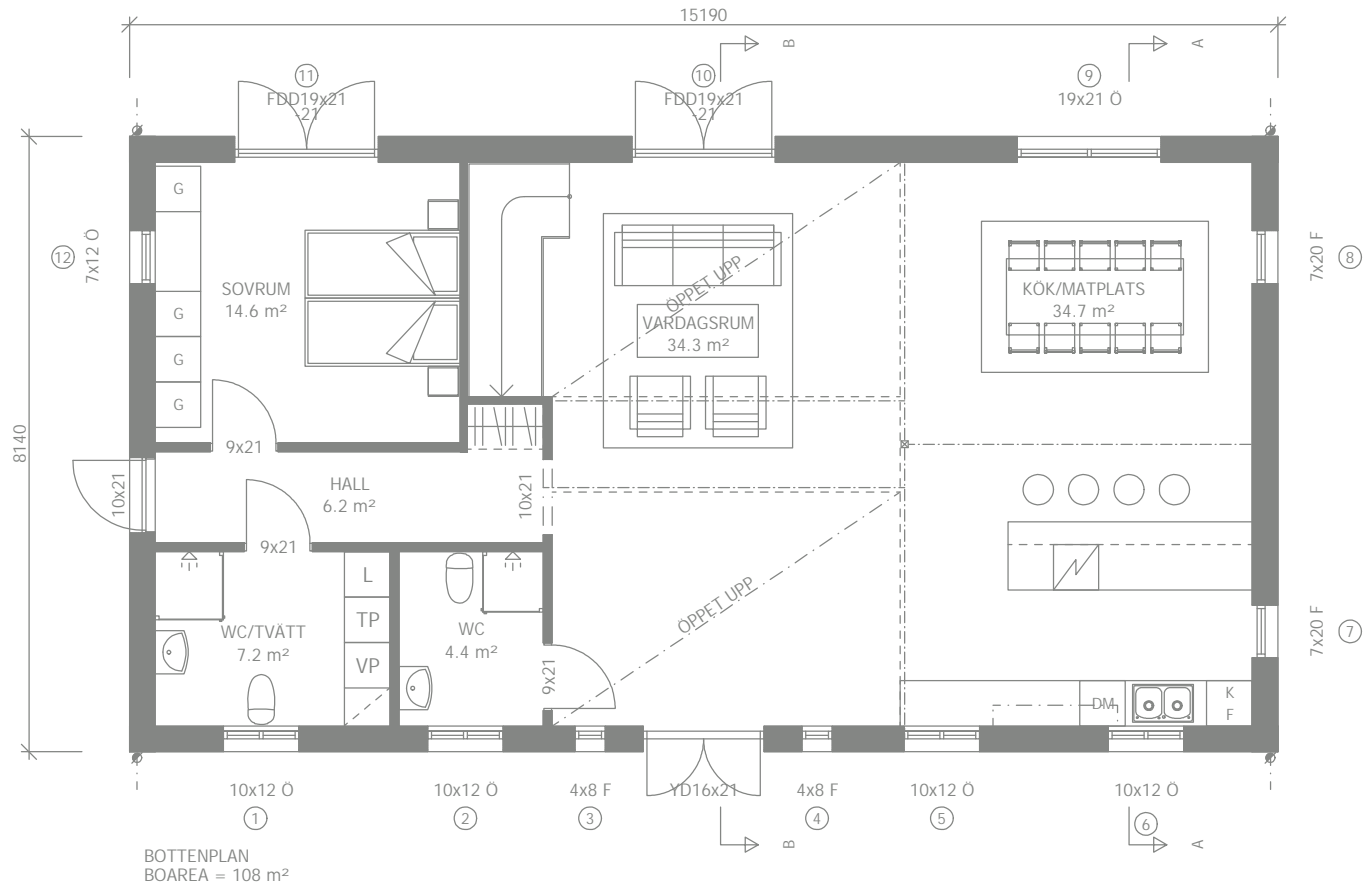 15190
B
A
11
FDD19x21
-21
10
FDD19x21
-21
9
19x21 Ö
8140
12
7x12 Ö
G
G
G
G
SOVRUM
14.6 m²
ÖPPET UPP
VARDAGSRUM
34.3 m²
KÖK/MATPLATS
34.7 m²
7x20 F
8
9x21
10x21
HALL
6.2 m²
10x21
9x21
L
TP
VP
WC/TVÄTT
7.2 m²
WC
4.4 m²
9x21
ÖPPET UPP
7x20 F
7
DM
K
F
10x12 Ö
1
10x12 Ö
2
4x8 F
3
YD16x21
4x8 F
4
10x12 Ö
5
10x12 Ö
6
B
A
BOTTENPLAN
BOAREA = 108 m²